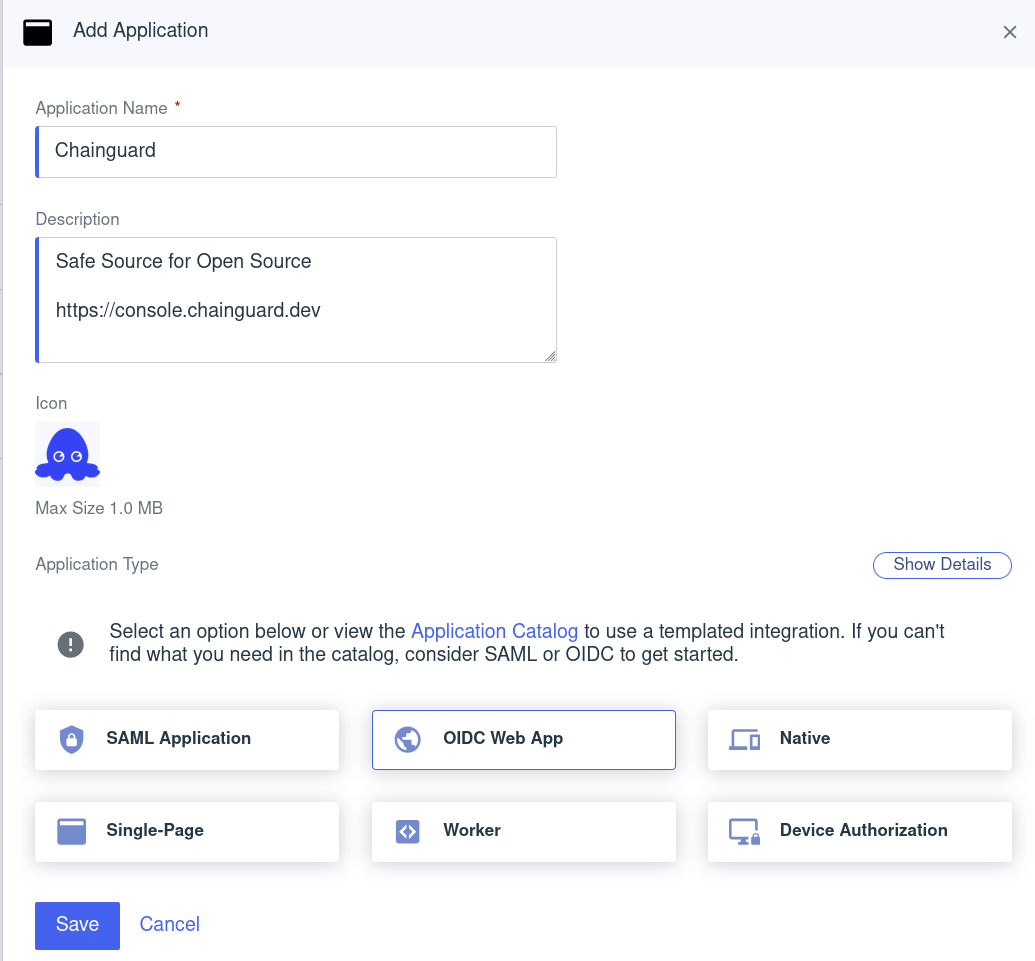 Add Application
Application Name *
Chainguard
Description
Safe Source for Open Source
https://console.chainguard.dev
Icon
Max Size 1.0 MB
Application Type
Show Details
Select an option below or view the Application Catalog to use a templated integration. If you can't
find what you need in the catalog, consider SAML or OIDC to get started.
SAML Application
OIDC Web App
Native
Single-Page
Worker
Device Authorization
Save
Cancel